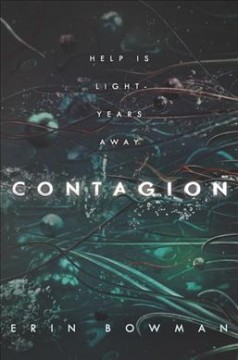 HELP IS
LIGHT-
YEARS
AWAY
CONTAGION
ERIN BOWMAN